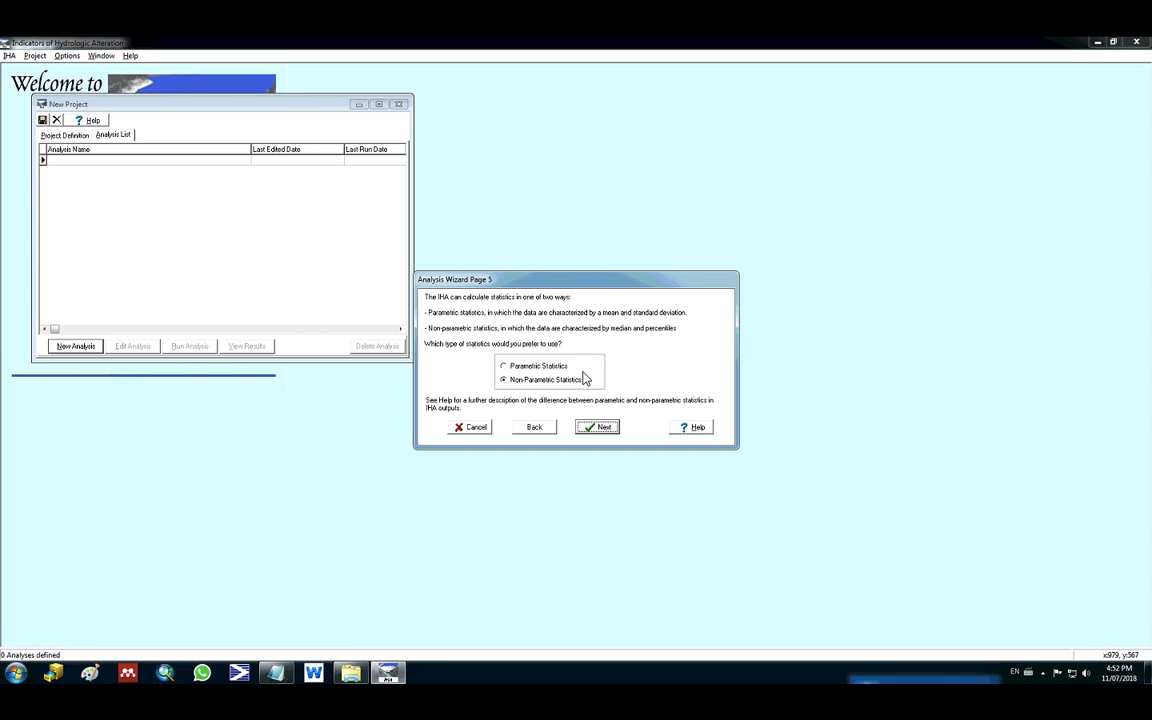 Indicators of Hydrologic Alteration
IHA Project Options Window Help
Welcome to
New Project
Help
Project Definition Analysis List
Analysis Name Last Edited Date Last Run Date
New Analysis Edit Analysis Run Analysis View Results Delete Analysis
Analysis Wizard Page 5
The IHA can calculate statistics in one of two ways:
- Parametric statistics, in which the data are characterized by a mean and standard deviation.
- Non-parametric statistics, in which the data are characterized by median and percentiles
Which type of statistics would you prefer to use?
Parametric Statistics
Non-Parametric Statistics
See Help for a further description of the difference between parametric and non-parametric statistics in
IHA outputs.
Cancel Back Next Help
0 Analyses defined
x:979, y:567
EN
4:52 PM
11/07/2018